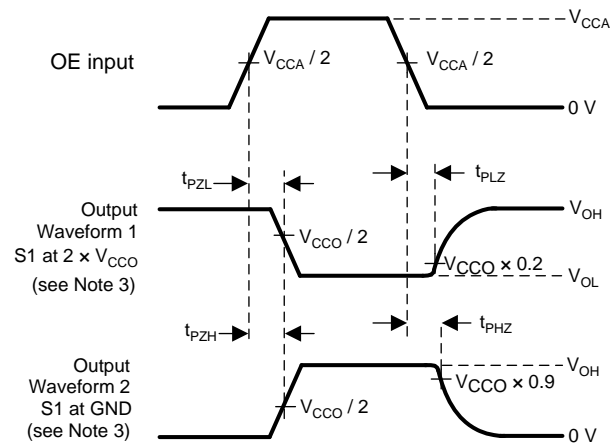 V_CCA
OE input
V_CCA / 2
V_CCA / 2
0 V
t_PZL
t_PLZ
Output
Waveform 1
S1 at 2 × V_CCO
(see Note 3)
V_OH
V_CCO / 2
V_CCO × 0.2
V_OL
t_PZH
t_PHZ
Output
Waveform 2
S1 at GND
(see Note 3)
V_OH
V_CCO × 0.9
V_CCO / 2
0 V